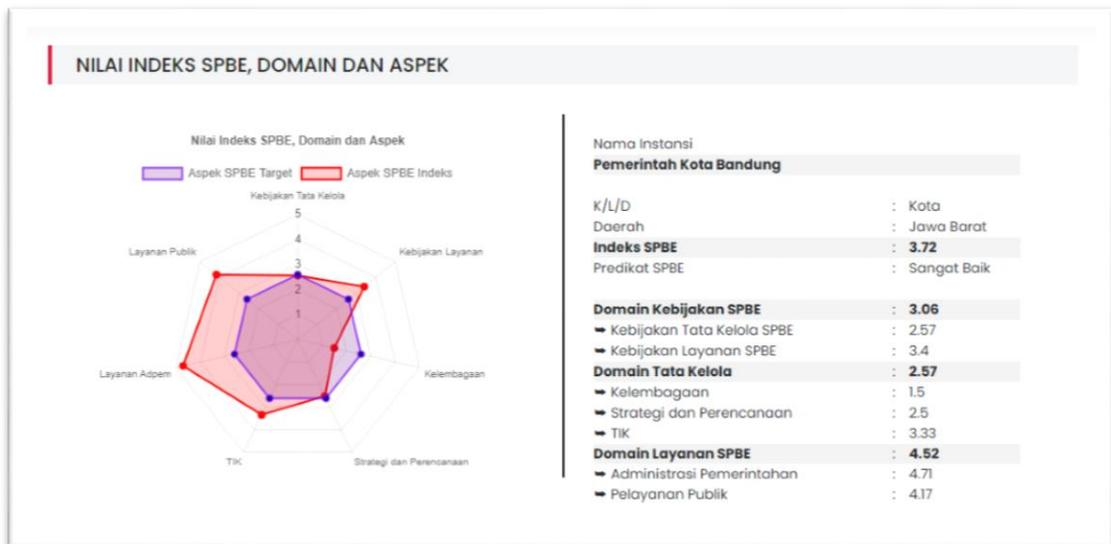 NILAI INDEKS SPBE, DOMAIN DAN ASPEK
Nilai Indeks SPBE, Domain dan Aspek
Aspek SPBE Target
Aspek SPBE Indeks
Kebijakan Tata Kelola
5
4
3
2
1
Kebijakan Layanan
Kelembagaan
Strategi dan Perencanaan
TIK
Layanan Adpem
Layanan Publik
Nama Instansi
Pemerintah Kota Bandung
K/L/D : Kota
Daerah : Jawa Barat
Indeks SPBE : 3.72
Predikat SPBE : Sangat Baik
Domain Kebijakan SPBE : 3.06
➥ Kebijakan Tata Kelola SPBE : 2.57
➥ Kebijakan Layanan SPBE : 3.4
Domain Tata Kelola : 2.57
➥ Kelembagaan : 1.5
➥ Strategi dan Perencanaan : 2.5
➥ TIK : 3.33
Domain Layanan SPBE : 4.52
➥ Administrasi Pemerintahan : 4.71
➥ Pelayanan Publik : 4.17